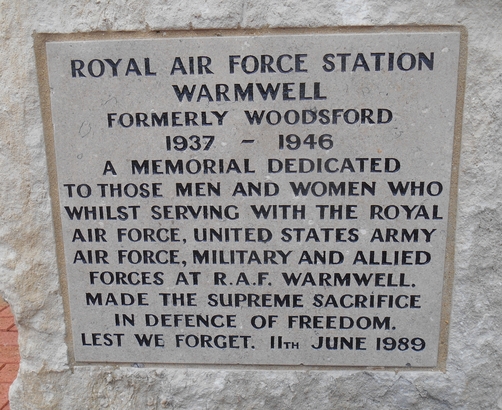 ROYAL AIR FORCE STATION
WARMWELL
FORMERLY WOODSFORD
1937 - 1946
A MEMORIAL DEDICATED
TO THOSE MEN AND WOMEN WHO
WHILST SERVING WITH THE ROYAL
AIR FORCE, UNITED STATES ARMY
AIR FORCE, MILITARY AND ALLIED
FORCES AT R.A.F. WARMWELL.
MADE THE SUPREME SACRIFICE
IN DEFENCE OF FREEDOM.
LEST WE FORGET. 11TH JUNE 1989